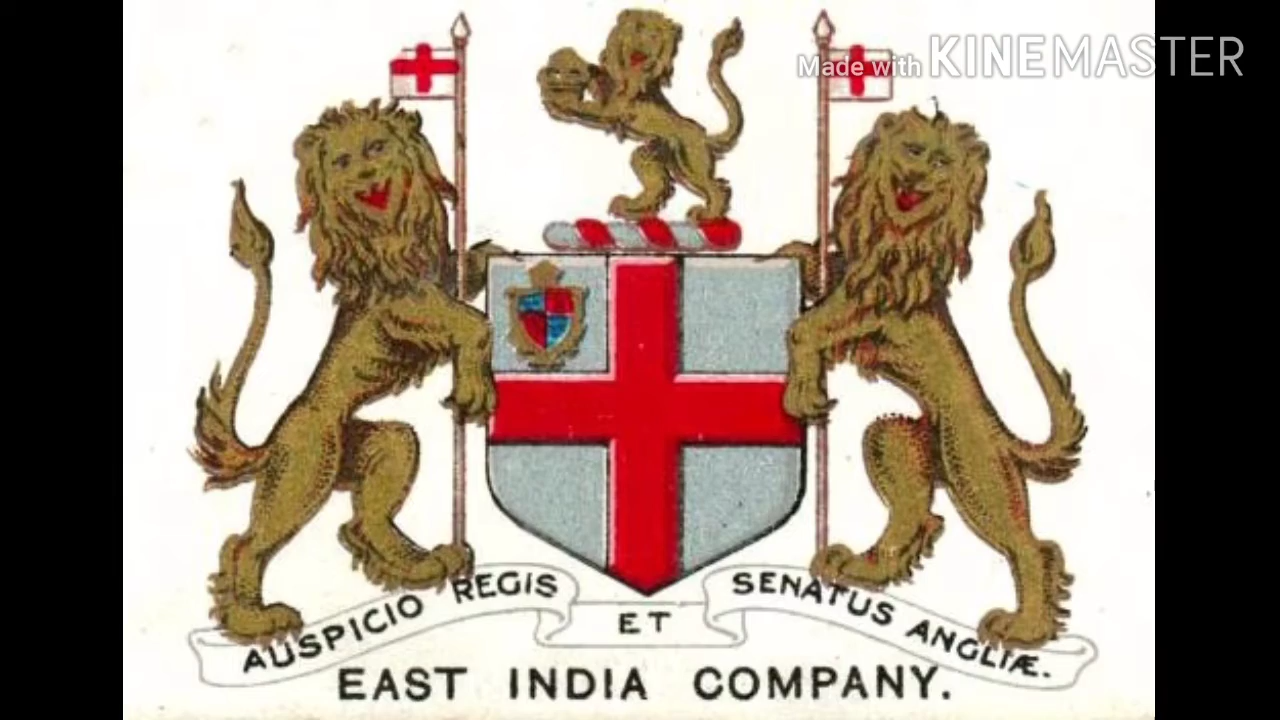 Made with KINEMASTER
AUSPICIO REGIS ET SENATUS ANGLIÆ.
EAST INDIA COMPANY.